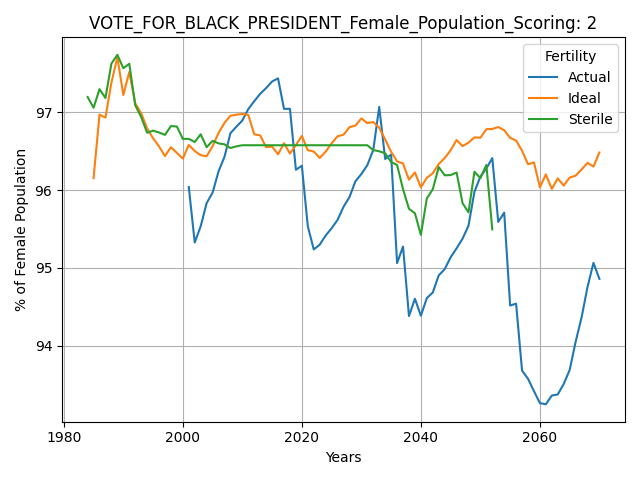 VOTE_FOR_BLACK_PRESIDENT_Female_Population_Scoring: 2
Fertility
Actual
Ideal
Sterile
% of Female Population
97
96
95
94
1980
2000
2020
2040
2060
Years